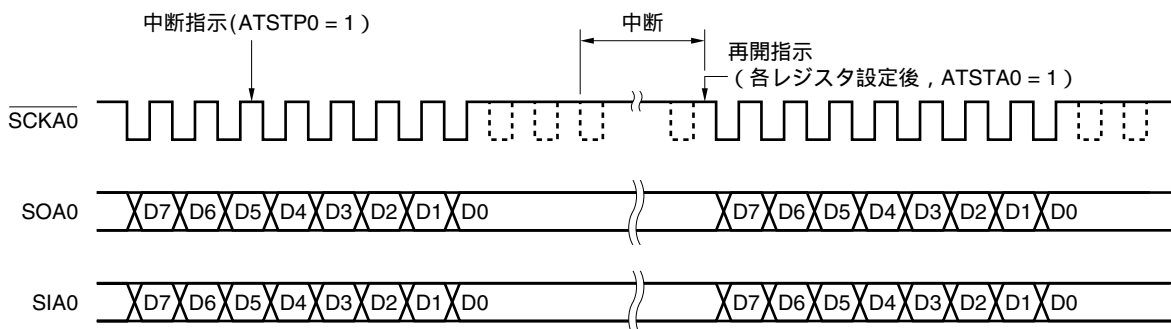 中断指示(ATSTP0 = 1)
中断
再開指示
(各レジスタ設定後,ATSTA0 = 1)
SCKA0
SOA0 D7 D6 D5 D4 D3 D2 D1 D0 D7 D6 D5 D4 D3 D2 D1 D0
SIA0 D7 D6 D5 D4 D3 D2 D1 D0 D7 D6 D5 D4 D3 D2 D1 D0